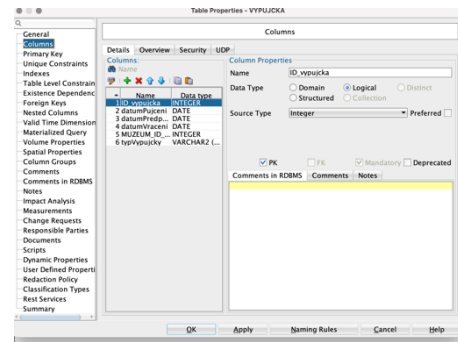 Table Properties - VYPUJCKA
General
Columns
Primary Key
Unique Constraints
Indexes
Table Level Constrain
Existence Dependenc
Foreign Keys
Nested Columns
Valid Time Dimension
Materialized Query
Volume Properties
Spatial Properties
Column Groups
Comments
Comments in RDBMS
Notes
Impact Analysis
Measurements
Change Requests
Responsible Parties
Documents
Scripts
Dynamic Properties
User Defined Properti
Redaction Policy
Classification Types
Rest Services
Summary
Columns
Details Overview Security UDP
Columns:
Name
Name Data type
1 ID_vypujcka INTEGER
2 datumPujceni DATE
3 datumPredp... DATE
4 datumVraceni DATE
5 MUZEUM_ID_... INTEGER
6 typVypujcky VARCHAR2 (...
Column Properties
Name ID_vypujcka
Data Type Domain Logical Distinct
Structured Collection
Source Type Integer Preferred
PK FK Mandatory Deprecated
Comments in RDBMS Comments Notes
OK Apply Naming Rules Cancel Help